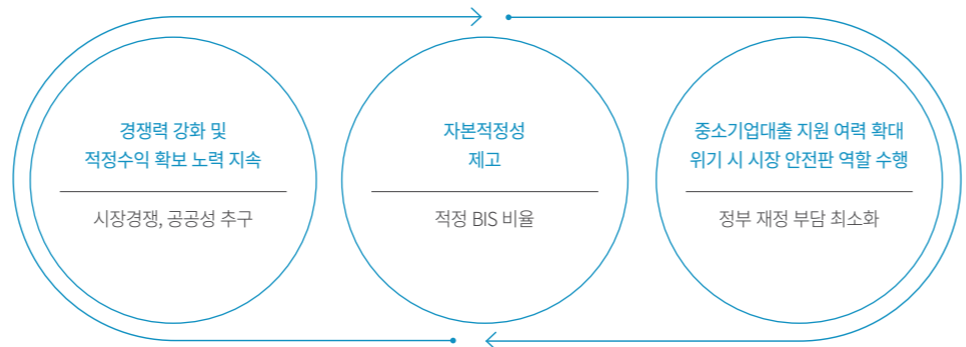 경쟁력 강화 및
적정수익 확보 노력 지속
시장경쟁, 공공성 추구
자본적정성
제고
적정 BIS 비율
중소기업대출 지원 여력 확대
위기 시 시장 안전판 역할 수행
정부 재정 부담 최소화